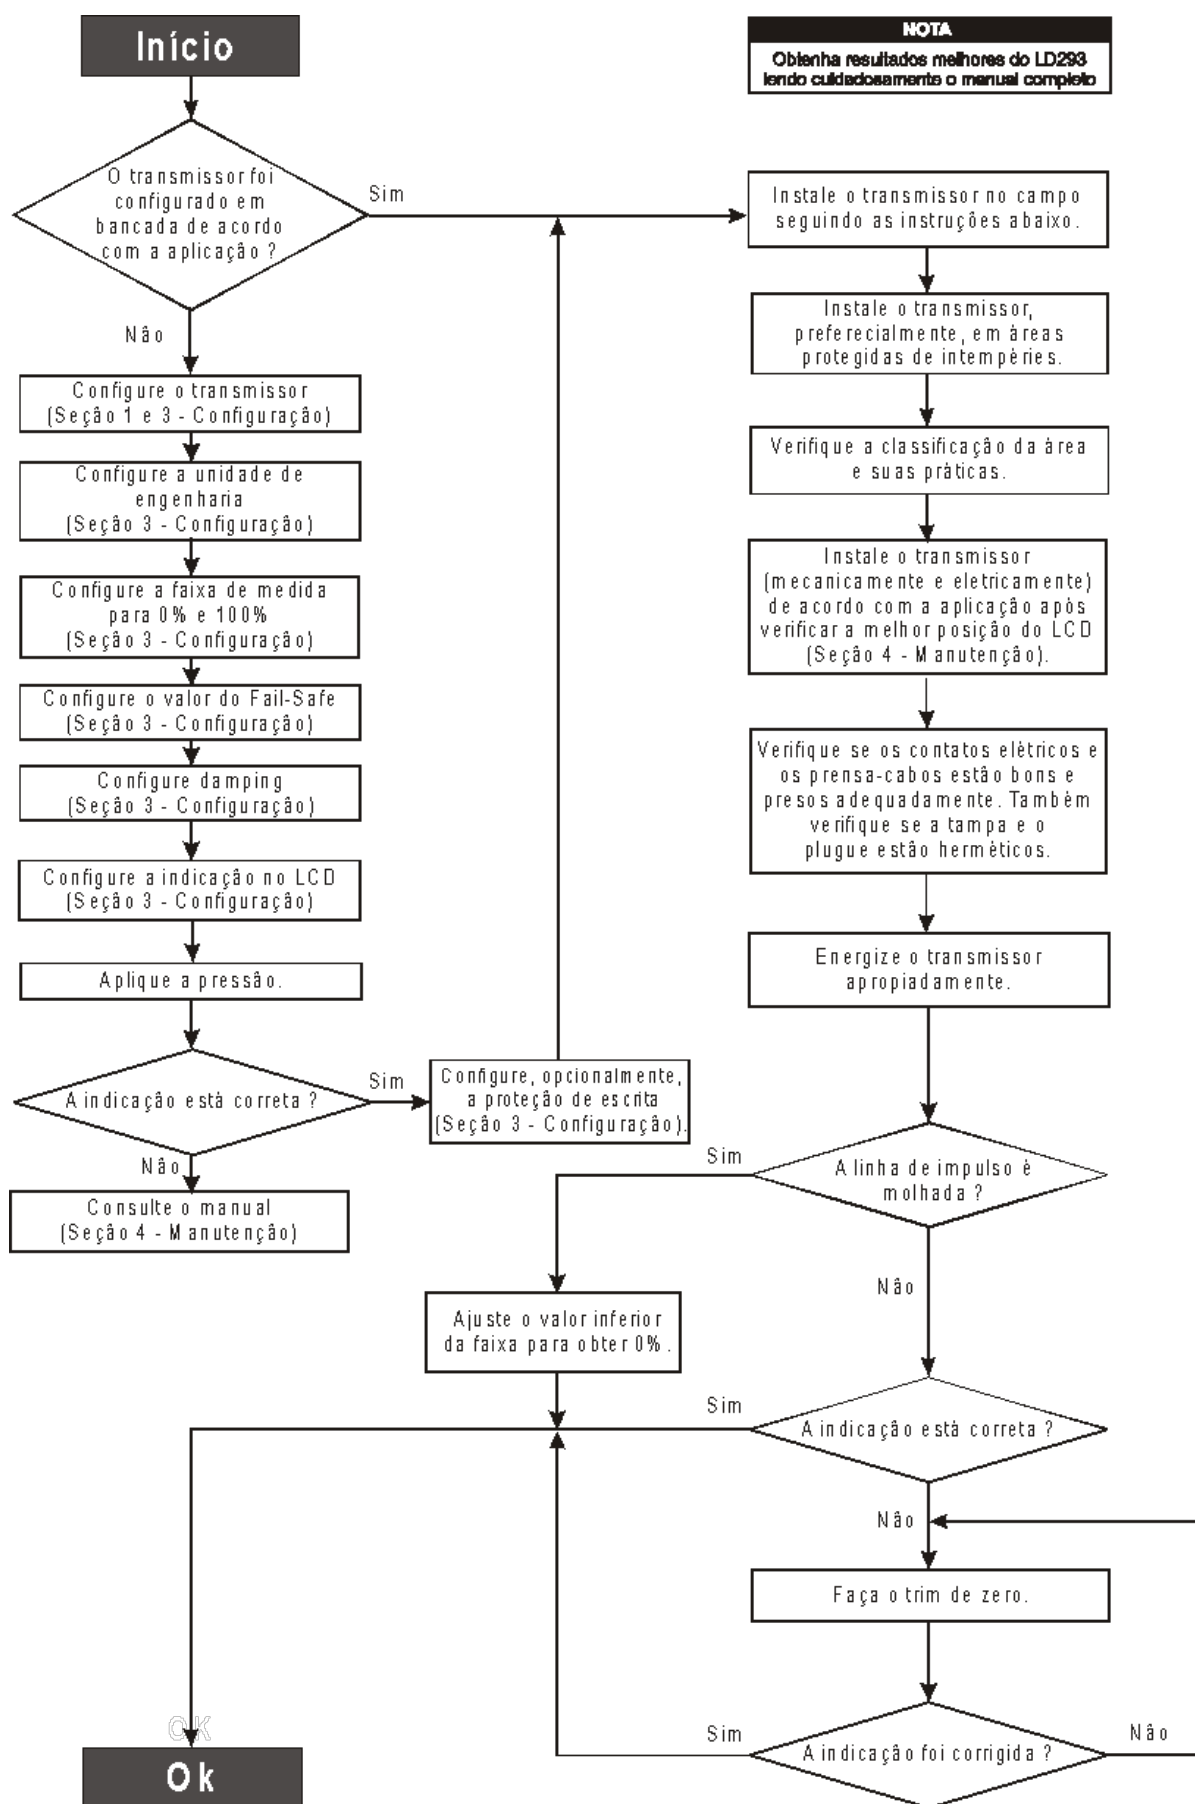 Início
NOTA
Obtenha resultados melhores do LD293
lendo cuidadosamente o manual completo
O transmissor foi
configurado em
bancada de acordo
com a aplicação ?
Sim
Não
Configure o transmissor
(Seção 1 e 3 - Configuração)
Configure a unidade de
engenharia
(Seção 3 - Configuração)
Configure a faixa de medida
para 0% e 100%
(Seção 3 - Configuração)
Configure o valor do Fail-Safe
(Seção 3 - Configuração)
Configure damping
(Seção 3 - Configuração)
Configure a indicação no LCD
(Seção 3 - Configuração)
Aplique a pressão.
A indicação está correta ?
Sim
Configure, opcionalmente,
a proteção de escrita
(Seção 3 - Configuração).
Não
Consulte o manual
(Seção 4 - Manutenção)
Instale o transmissor no campo
seguindo as instruções abaixo.
Instale o transmissor,
preferecialmente, em áreas
protegidas de intempéries.
Verifique a classificação da área
e suas práticas.
Instale o transmissor
(mecanicamente e eletricamente)
de acordo com a aplicação após
verificar a melhor posição do LCD
(Seção 4 - Manutenção).
Verifique se os contatos elétricos e
os prensa-cabos estão bons e
presos adequadamente. Também
verifique se a tampa e o
plugue estão herméticos.
Energize o transmissor
apropiadamente.
A linha de impulso é
molhada ?
Sim
Ajuste o valor inferior
da faixa para obter 0%.
Não
A indicação está correta ?
Sim
Não
Faça o trim de zero.
A indicação foi corrigida ?
Sim
Não
OK
Ok